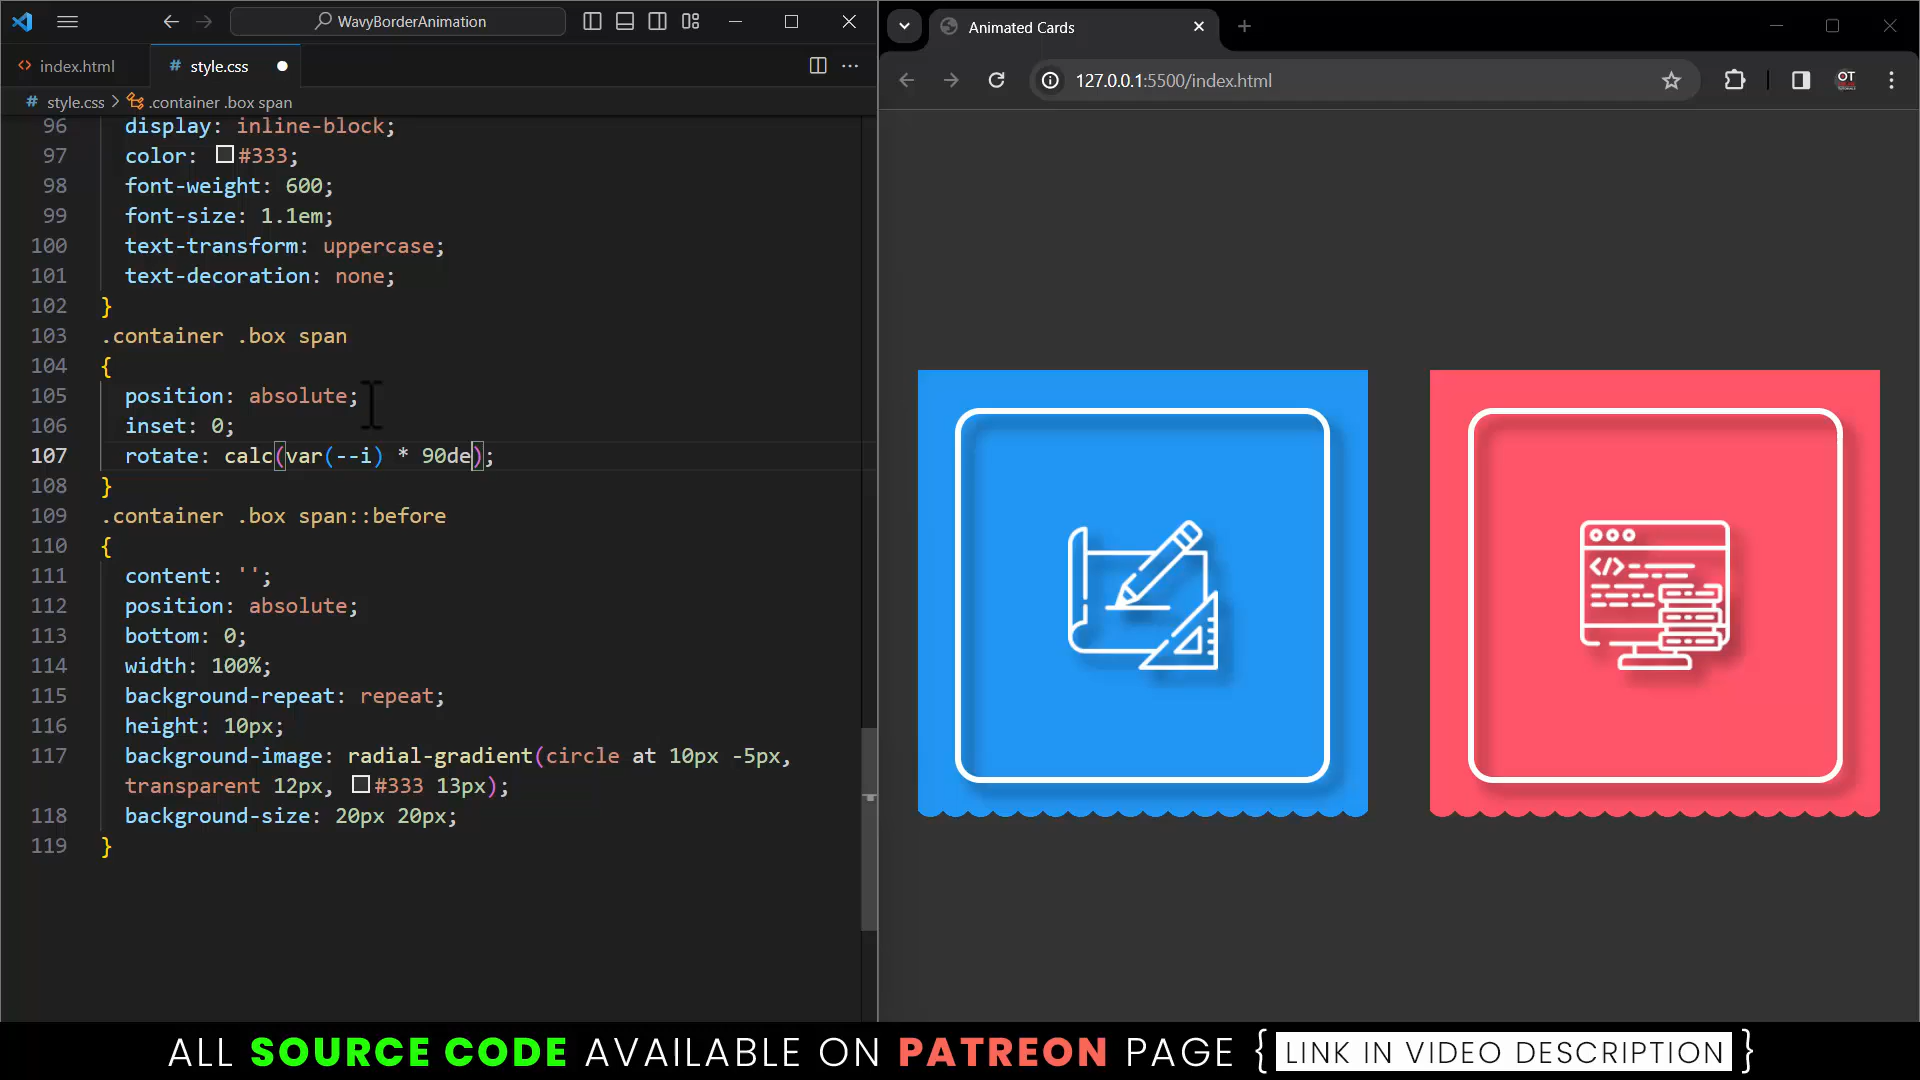 WavyBorderAnimation
index.html
# style.css
# style.css > .container .box span
96 display: inline-block;
97 color: #333;
98 font-weight: 600;
99 font-size: 1.1em;
100 text-transform: uppercase;
101 text-decoration: none;
102 }
103 .container .box span
104 {
105 position: absolute;
106 inset: 0;
107 rotate: calc(var(--i) * 90de);
108 }
109 .container .box span::before
110 {
111 content: '';
112 position: absolute;
113 bottom: 0;
114 width: 100%;
115 background-repeat: repeat;
116 height: 10px;
117 background-image: radial-gradient(circle at 10px -5px,
transparent 12px, #333 13px);
118 background-size: 20px 20px;
119 }
Animated Cards
127.0.0.1:5500/index.html
OT
</>
ALL SOURCE CODE AVAILABLE ON PATREON PAGE { LINK IN VIDEO DESCRIPTION }